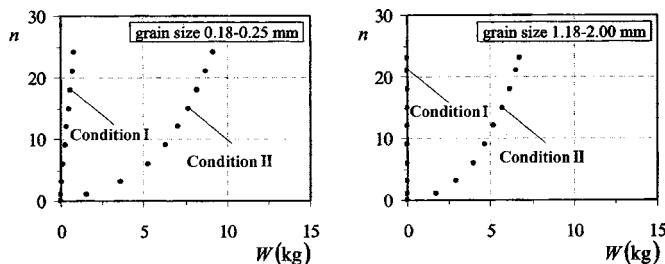 n
30
20
10
0
grain size 0.18-0.25 mm
Condition I
Condition II
0 5 10 15
W(kg)
n
30
20
10
0
grain size 1.18-2.00 mm
Condition I
Condition II
0 5 10 15
W(kg)